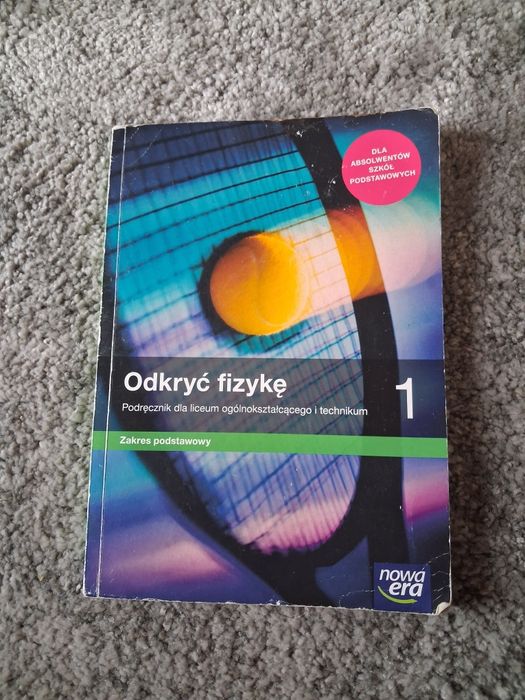 DLA
ABSOLWENTÓW
SZKÓŁ
PODSTAWOWYCH
Odkryć fizykę
1
Podręcznik dla liceum ogólnokształcącego i technikum
Zakres podstawowy
nowa
era